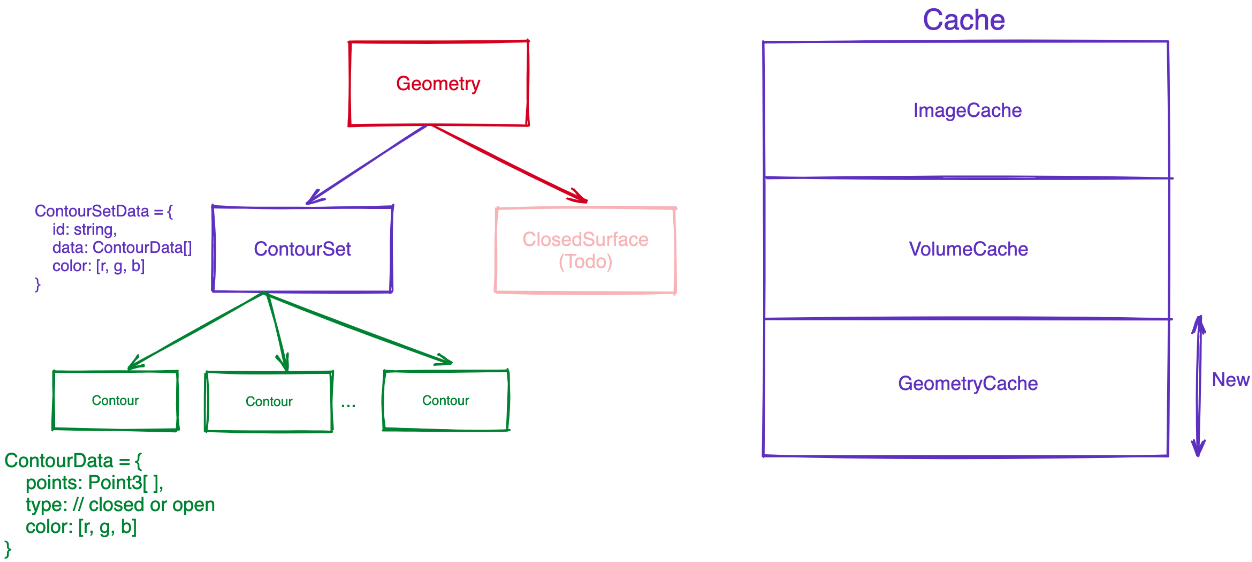 Cache
Geometry
ImageCache
ContourSetData = {
id: string,
data: ContourData[]
color: [r, g, b]
}
ContourSet
ClosedSurface
(Todo)
VolumeCache
Contour
Contour
...
Contour
GeometryCache
New
ContourData = {
points: Point3[ ],
type: // closed or open
color: [r, g, b]
}